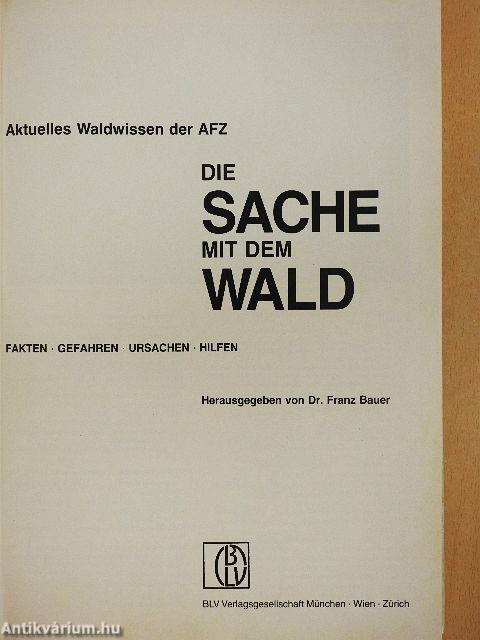 Aktuelles Waldwissen der AFZ
DIE
SACHE
MIT DEM
WALD
FAKTEN · GEFAHREN · URSACHEN · HILFEN
Herausgegeben von Dr. Franz Bauer
BLV
BLV Verlagsgesellschaft München · Wien · Zürich
Antikvárium.hu